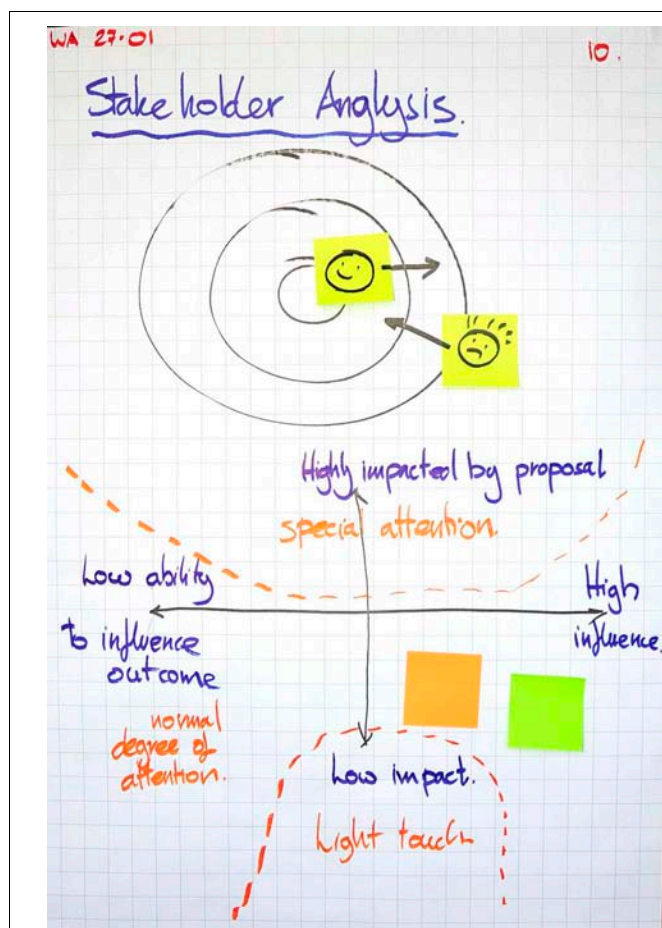 WA 27·01
10.
Stakeholder Analysis.
Highly impacted by proposal
special attention.
Low ability
High
to influence
influence.
outcome
normal
degree of
attention.
Low impact.
Light touch